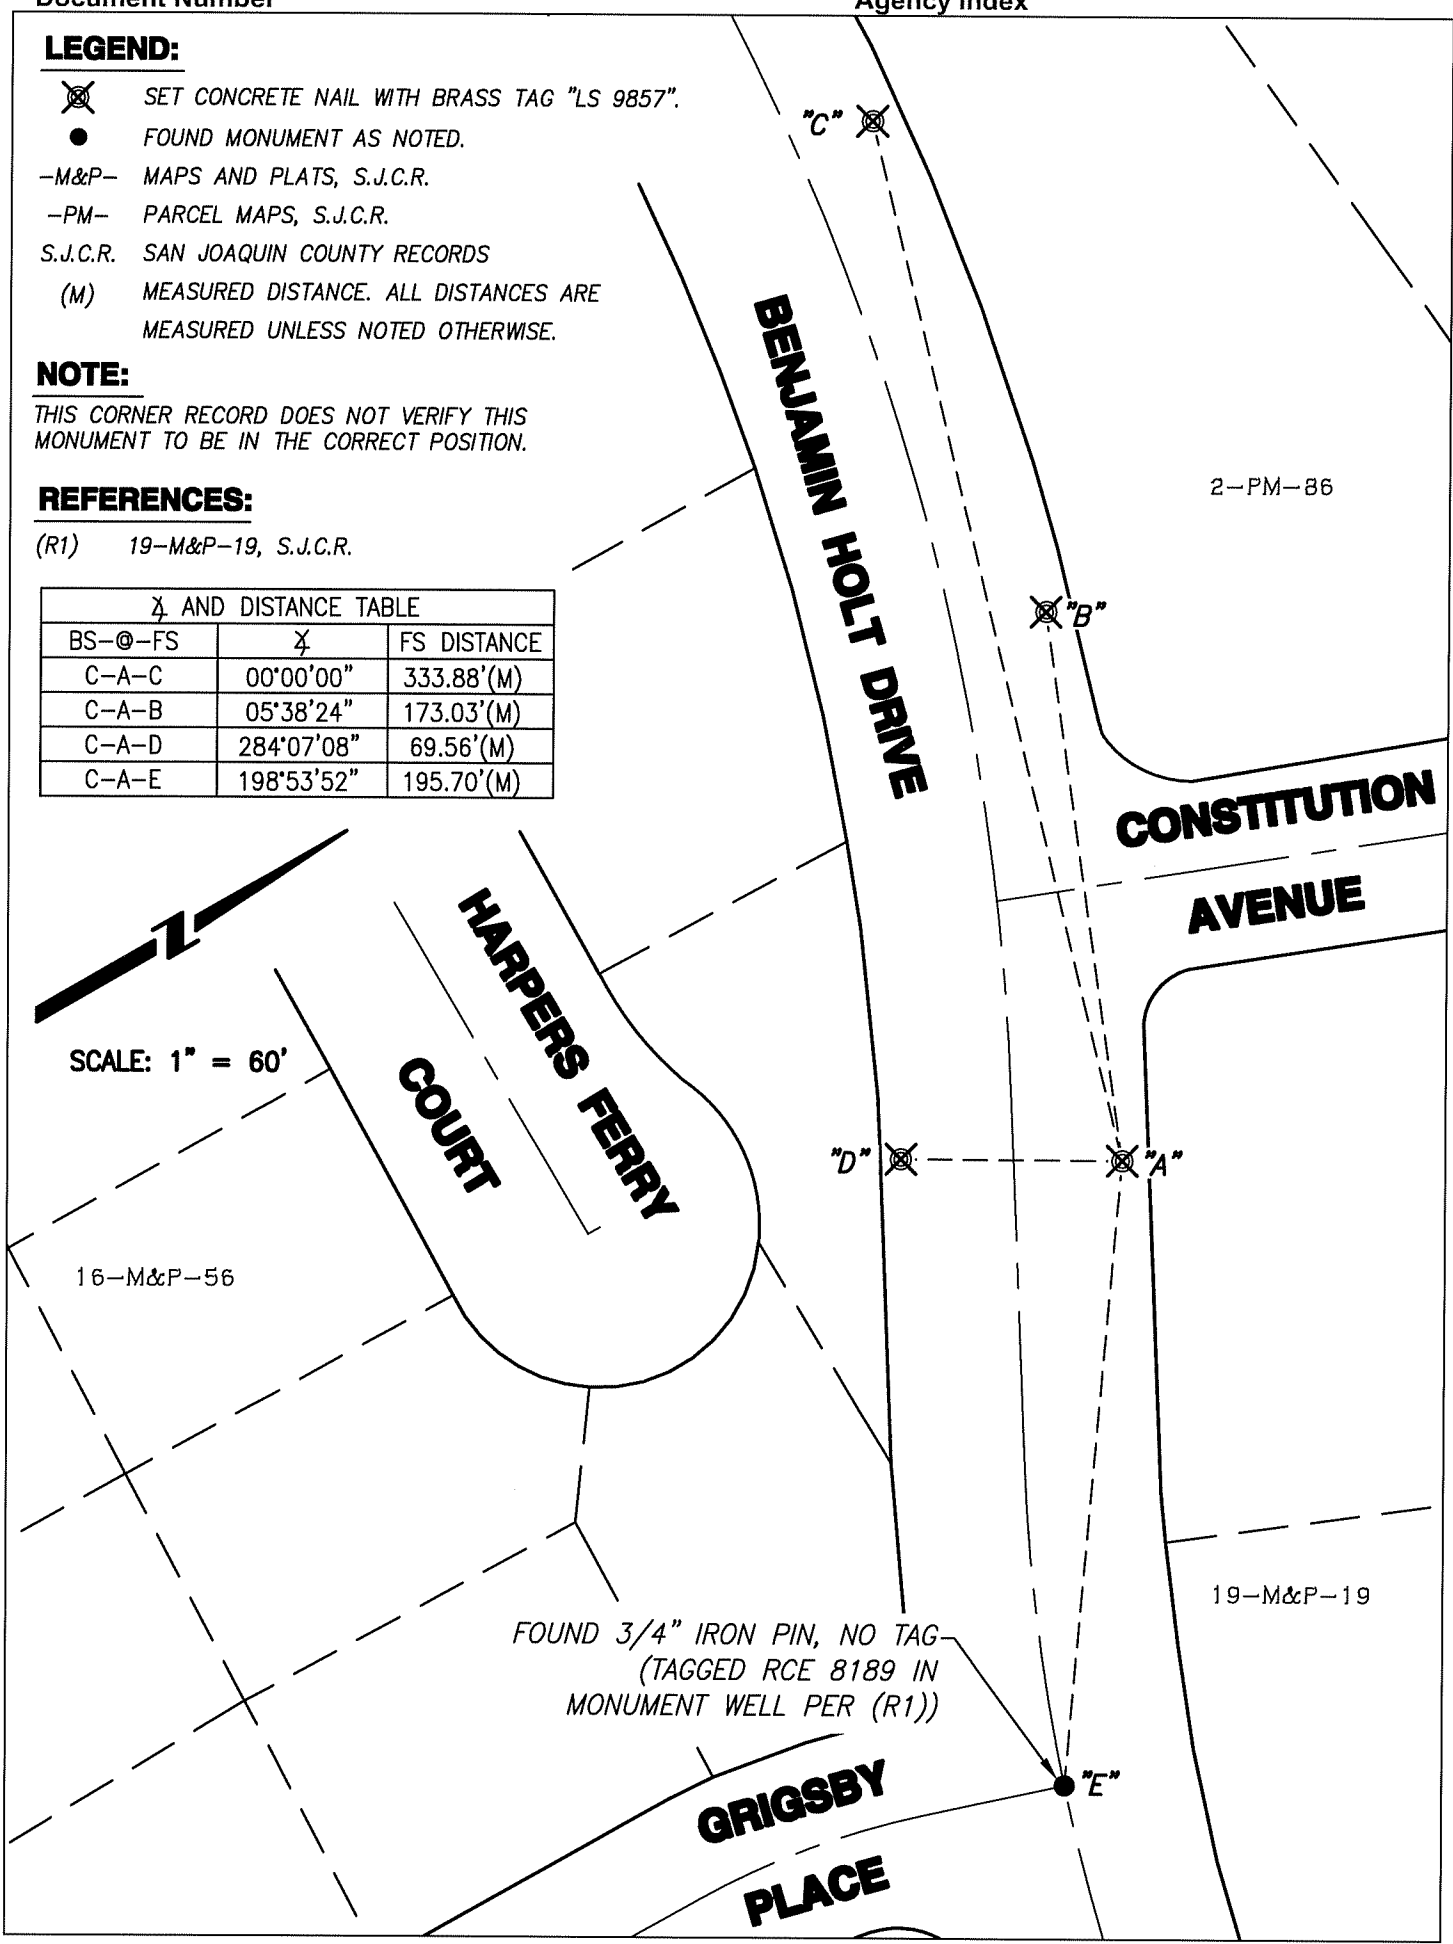 Document Number
Agency Index
LEGEND:
SET CONCRETE NAIL WITH BRASS TAG "LS 9857".
FOUND MONUMENT AS NOTED.
-M&P- MAPS AND PLATS, S.J.C.R.
-PM- PARCEL MAPS, S.J.C.R.
S.J.C.R. SAN JOAQUIN COUNTY RECORDS
(M) MEASURED DISTANCE. ALL DISTANCES ARE
MEASURED UNLESS NOTED OTHERWISE.
NOTE:
THIS CORNER RECORD DOES NOT VERIFY THIS
MONUMENT TO BE IN THE CORRECT POSITION.
REFERENCES:
(R1) 19-M&P-19, S.J.C.R.
∡ AND DISTANCE TABLE
BS-@-FS ∡ FS DISTANCE
C-A-C 00°00'00" 333.88'(M)
C-A-B 05°38'24" 173.03'(M)
C-A-D 284°07'08" 69.56'(M)
C-A-E 198°53'52" 195.70'(M)
Z
SCALE: 1" = 60'
"C"
BENJAMIN HOLT DRIVE
2-PM-86
"B"
CONSTITUTION
AVENUE
HARPERS FERRY
COURT
"D"
"A"
16-M&P-56
19-M&P-19
FOUND 3/4" IRON PIN, NO TAG
(TAGGED RCE 8189 IN
MONUMENT WELL PER (R1))
"E"
GRIGSBY
PLACE